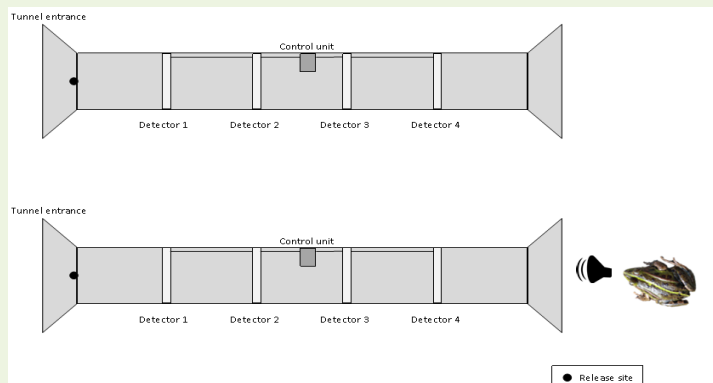 Tunnel entrance
Control unit
Detector 1 Detector 2 Detector 3 Detector 4
Tunnel entrance
Control unit
Detector 1 Detector 2 Detector 3 Detector 4
Release site